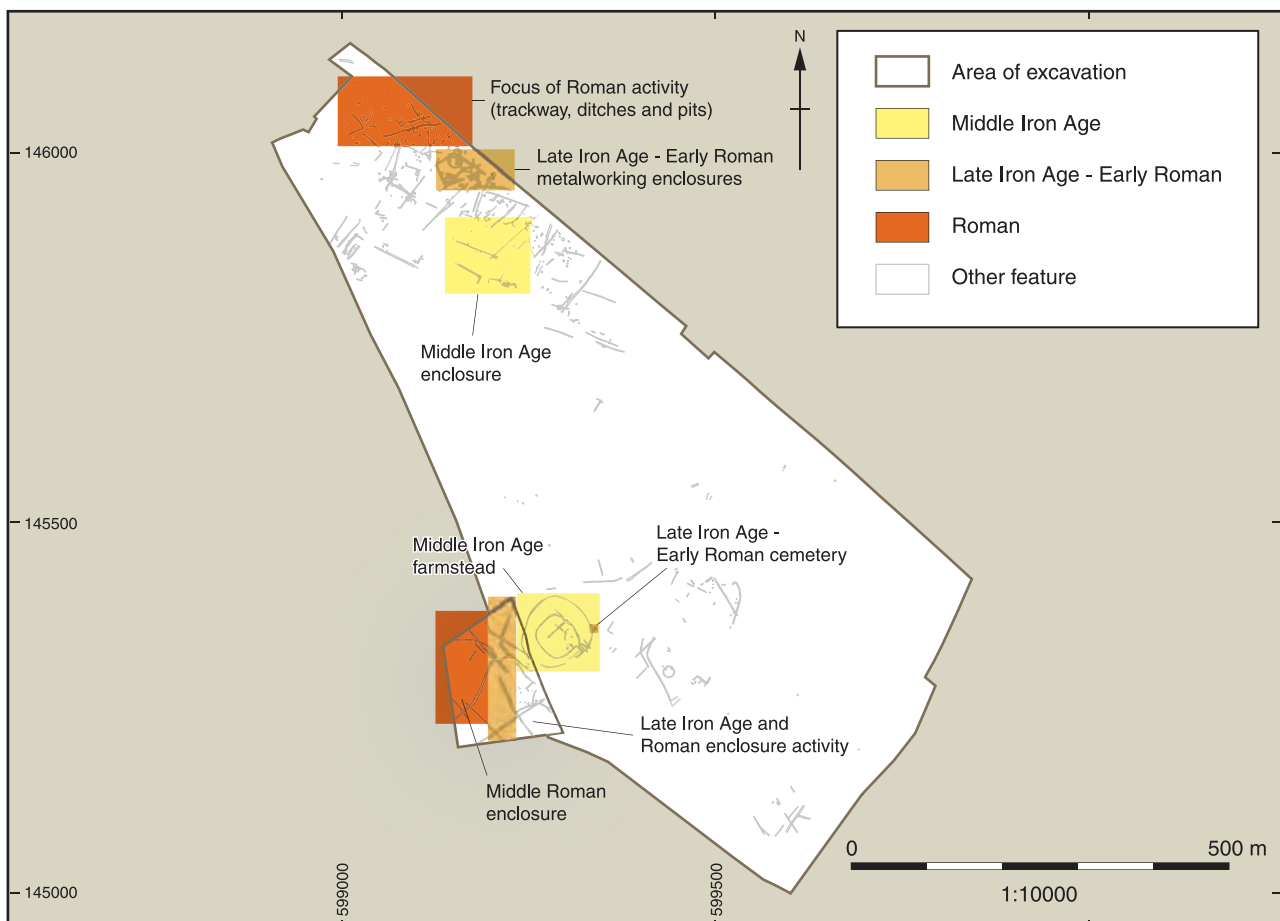 N
Focus of Roman activity
(trackway, ditches and pits)
Late Iron Age - Early Roman
metalworking enclosures
Area of excavation
Middle Iron Age
Late Iron Age - Early Roman
Roman
Other feature
146000
Middle Iron Age
enclosure
145500
Middle Iron Age
farmstead
Late Iron Age -
Early Roman cemetery
Late Iron Age and
Roman enclosure activity
Middle Roman
enclosure
0
500 m
1:10000
145000
599000
599500